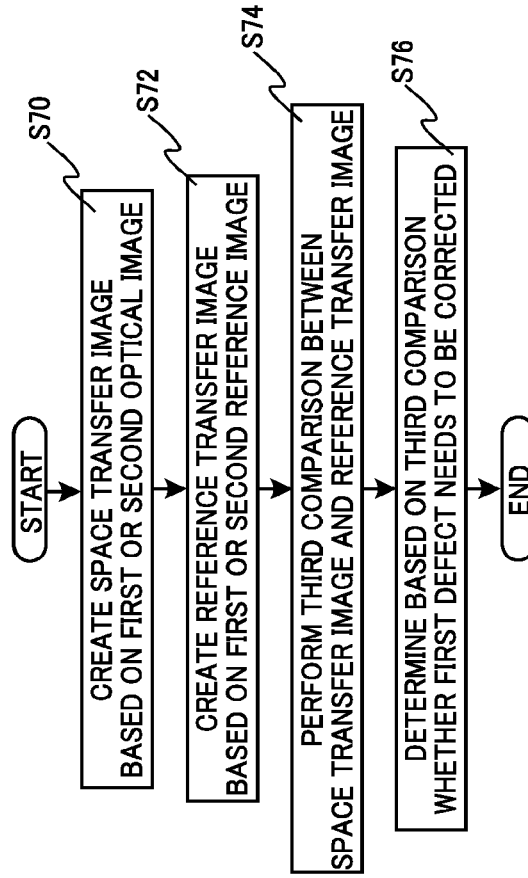 START
CREATE SPACE TRANSFER IMAGE
BASED ON FIRST OR SECOND OPTICAL IMAGE
S70
CREATE REFERENCE TRANSFER IMAGE
BASED ON FIRST OR SECOND REFERENCE IMAGE
S72
PERFORM THIRD COMPARISON BETWEEN
SPACE TRANSFER IMAGE AND REFERENCE TRANSFER IMAGE
S74
DETERMINE BASED ON THIRD COMPARISON
WHETHER FIRST DEFECT NEEDS TO BE CORRECTED
S76
END